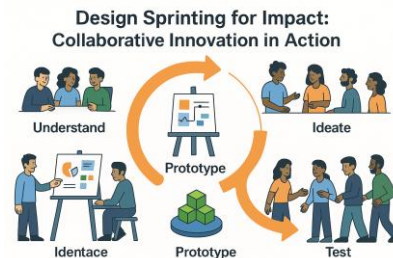 Design Sprinting for Impact:
Collaborative Innovation in Action
Understand
Prototype
Ideate
Identace
Prototype
Test